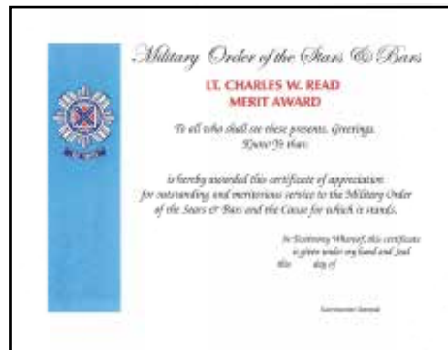 Military Order of the Stars & Bars
LT. CHARLES W. READ
MERIT AWARD
To all who shall see these presents, Greetings.
Know Ye that
is hereby awarded this certificate of appreciation
for outstanding and meritorious service to the Military Order
of the Stars & Bars and the Cause for which it stands.
In Testimony Whereof, this certificate
is given under my hand and Seal
this day of